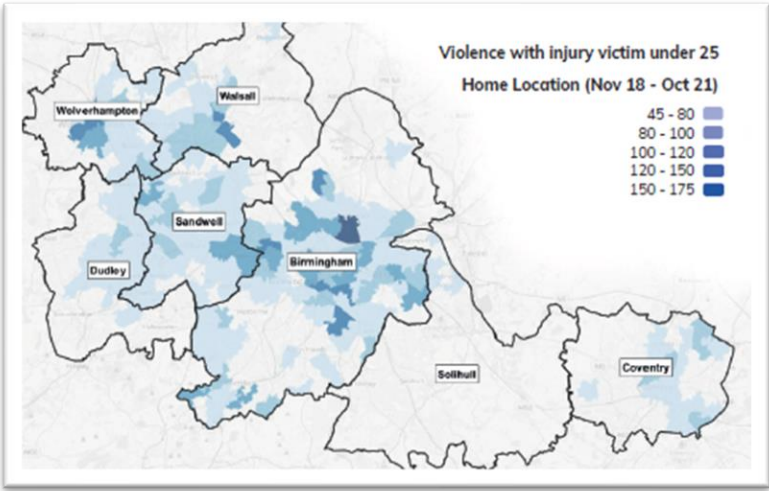 Violence with injury victim under 25
Home Location (Nov 18 - Oct 21)
45 - 80
80 - 100
100 - 120
120 - 150
150 - 175
Walsall
Wolverhampton
Sandwell
Birmingham
Dudley
Coventry
Solihull